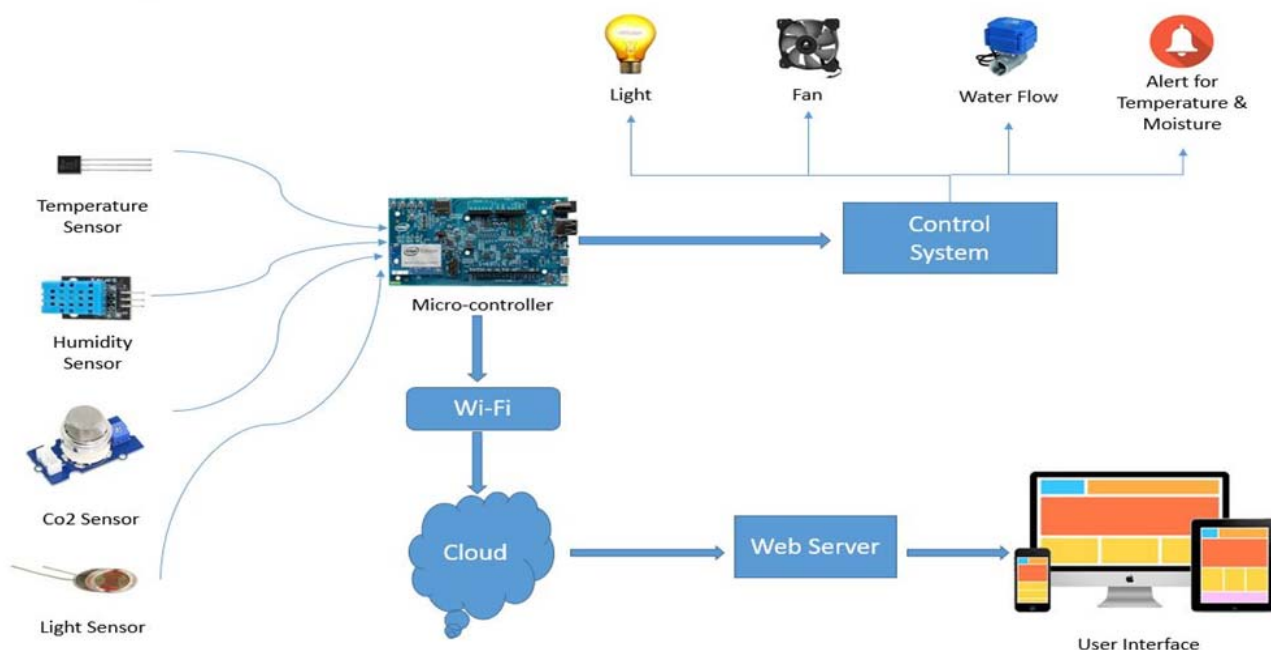 Light
Fan
Water Flow
Alert for
Temperature &
Moisture
Temperature
Sensor
Control
System
Micro-controller
Humidity
Sensor
Wi-Fi
Co2 Sensor
Cloud
Web Server
Light Sensor
User Interface